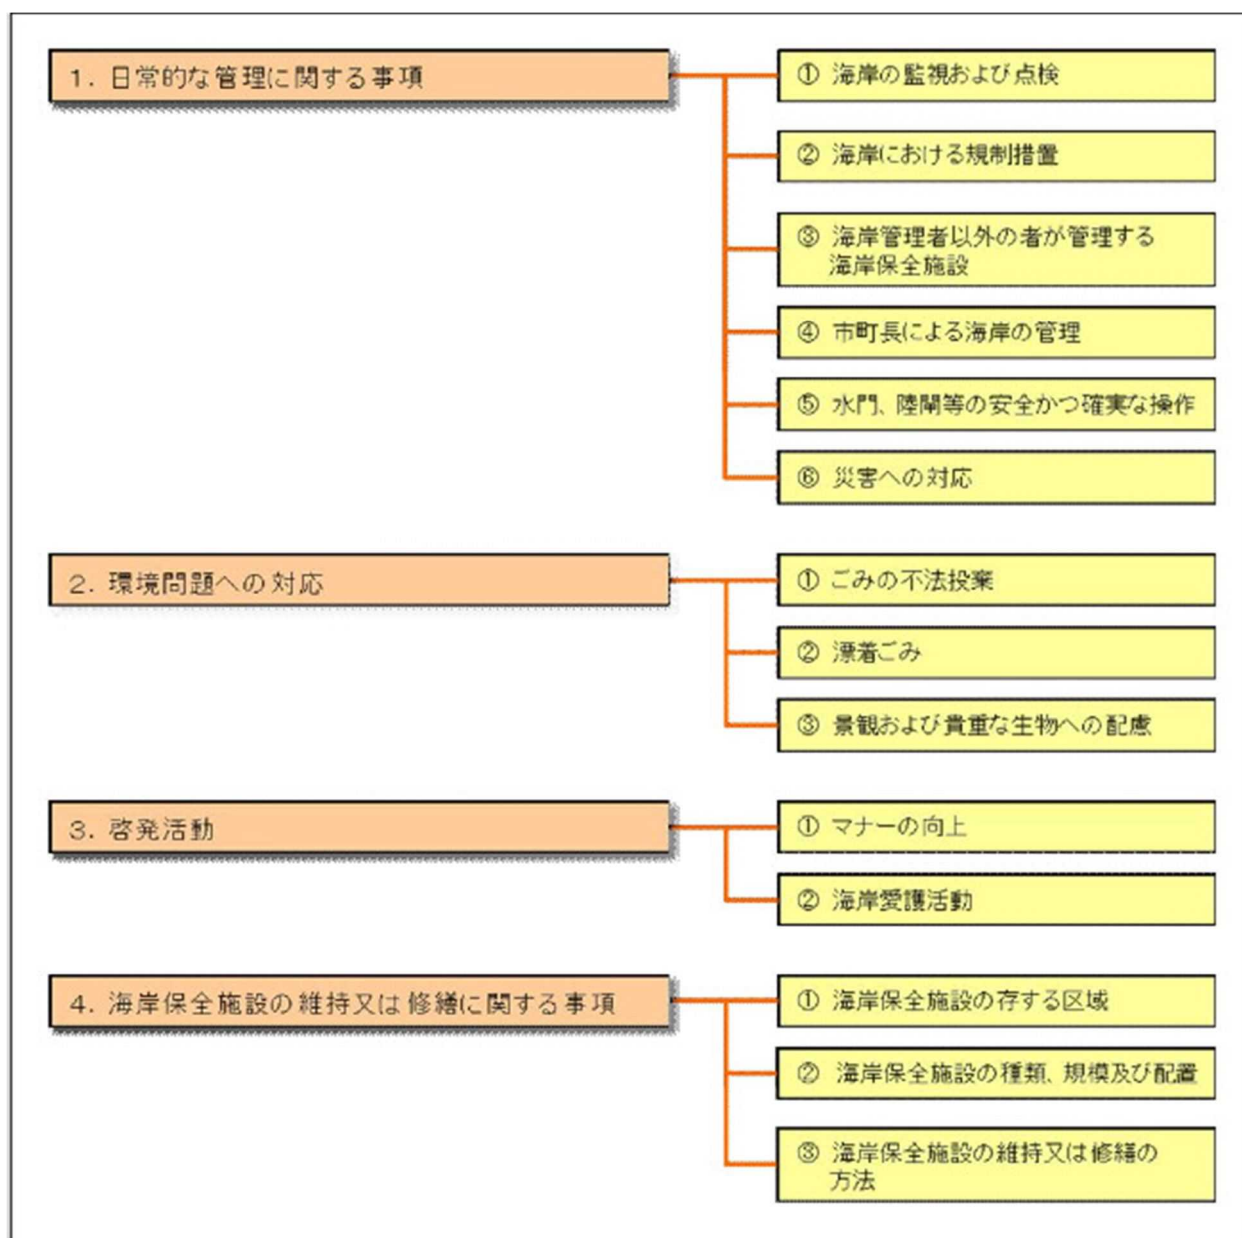 1. 日常的な管理に関する事項
① 海岸の監視および点検
② 海岸における規制措置
③ 海岸管理者以外の者が管理する
海岸保全施設
④ 市町長による海岸の管理
⑤ 水門、陸閘等の安全かつ確実な操作
⑥ 災害への対応
2. 環境問題への対応
① ごみの不法投棄
② 漂着ごみ
③ 景観および貴重な生物への配慮
3. 啓発活動
① マナーの向上
② 海岸愛護活動
4. 海岸保全施設の維持又は修繕に関する事項
① 海岸保全施設の存する区域
② 海岸保全施設の種類、規模及び配置
③ 海岸保全施設の維持又は修繕の
方法